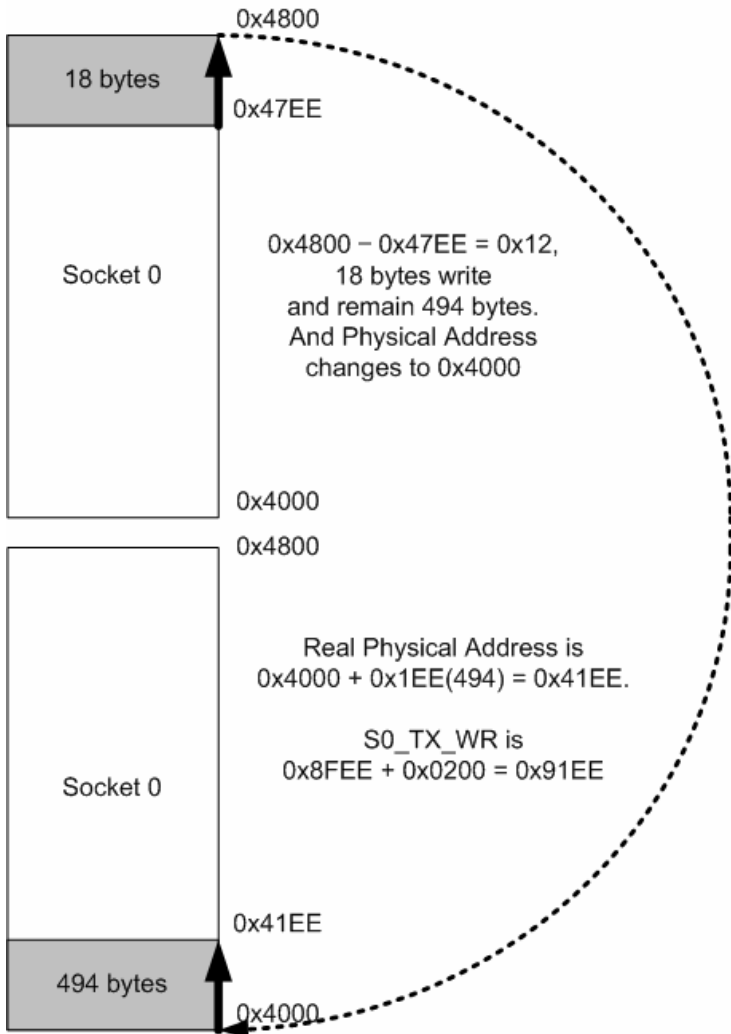 0x4800
18 bytes
0x47EE
0x4800 − 0x47EE = 0x12,
18 bytes write
and remain 494 bytes.
And Physical Address
changes to 0x4000
Socket 0
0x4000
0x4800
Real Physical Address is
0x4000 + 0x1EE(494) = 0x41EE.
S0_TX_WR is
0x8FEE + 0x0200 = 0x91EE
Socket 0
0x41EE
494 bytes
0x4000